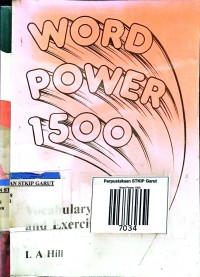 WORD
POWER
1500
AN STKIP GARUT
Perpustakaan STKIP Garut
7034
Vocabulary
and Exerci
L A Hill